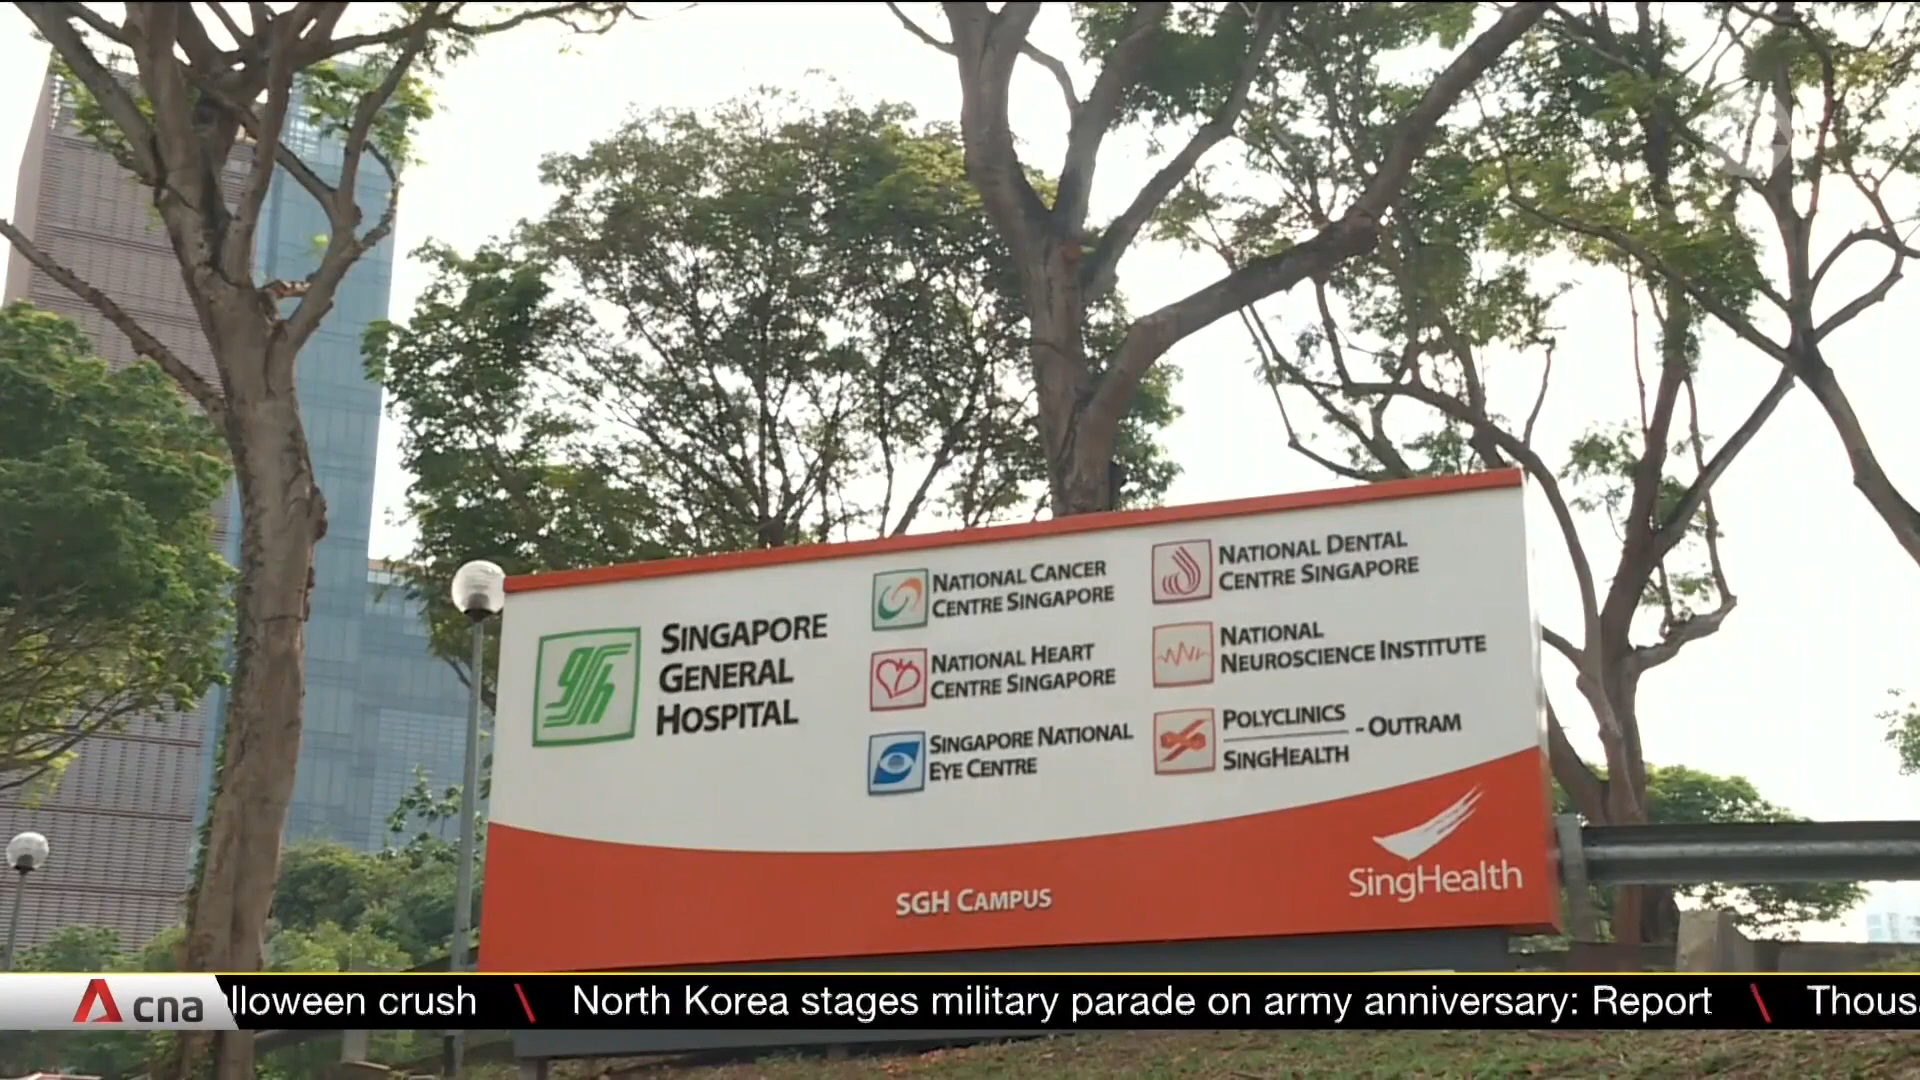 SINGAPORE
GENERAL
HOSPITAL
NATIONAL CANCER
CENTRE SINGAPORE
NATIONAL HEART
CENTRE SINGAPORE
SINGAPORE NATIONAL
EYE CENTRE
NATIONAL DENTAL
CENTRE SINGAPORE
NATIONAL
NEUROSCIENCE INSTITUTE
POLYCLINICS - OUTRAM
SINGHEALTH
SGH CAMPUS
SingHealth
cna lloween crush \ North Korea stages military parade on army anniversary: Report \ Thous